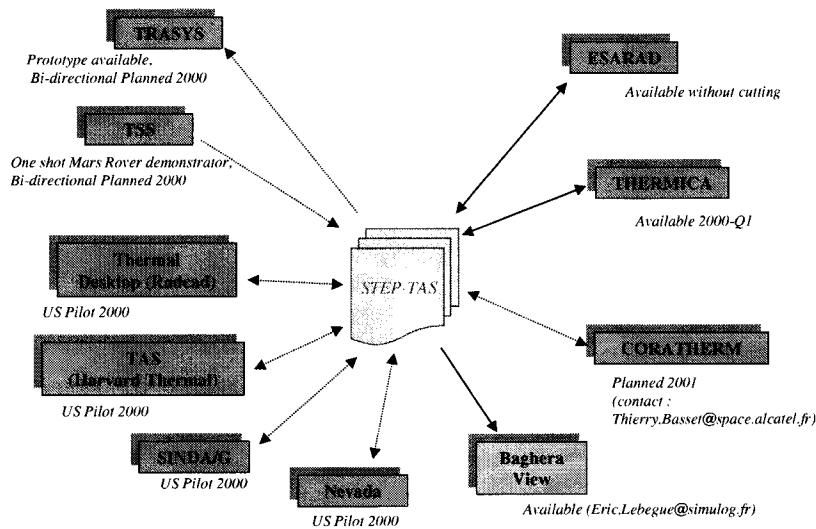 TRASYS
Prototype available,
Bi-directional Planned 2000
ESARAD
Available without cutting
TSS
One shot Mars Rover demonstrator,
Bi-directional Planned 2000
THERMICA
Available 2000-Q1
Thermal
Desktop (Radcad)
US Pilot 2000
STEP-TAS
TAS
(Harvard Thermal)
US Pilot 2000
CORATHERM
Planned 2001
(contact :
Thierry.Basset@space.alcatel.fr)
SINDA/G
US Pilot 2000
Nevada
US Pilot 2000
Baghera
View
Available (Eric.Lebegue@simulog.fr)